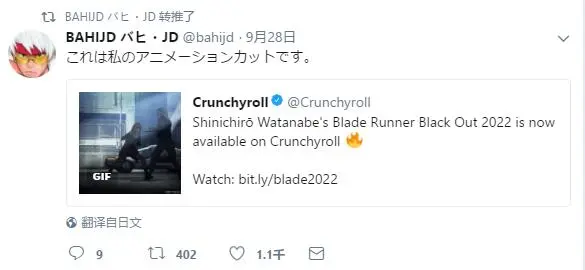 BAHIJD バヒ・JD 转推了
BAHIJD バヒ・JD @bahijd · 9月28日
これは私のアニメーションカットです。
Crunchyroll @Crunchyroll
Shinichirō Watanabe's Blade Runner Black Out 2022 is now
available on Crunchyroll 🔥
Watch: bit.ly/blade2022
GIF
翻译自日文
9 402 1.1千